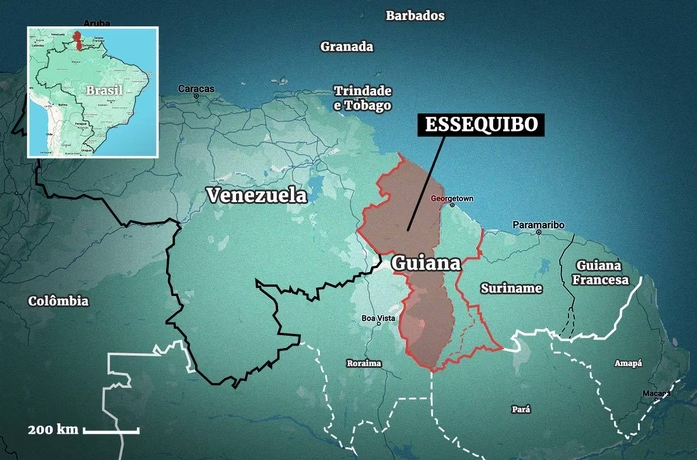 Barbados
Aruba
Granada
Brasil
Caracas
Trindade
e Tobago
ESSEQUIBO
Venezuela
Georgetown
Paramaribo
Guiana
Guiana
Francesa
Suriname
Colômbia
Boa Vista
Roraima
Amapá
Pará
200 km